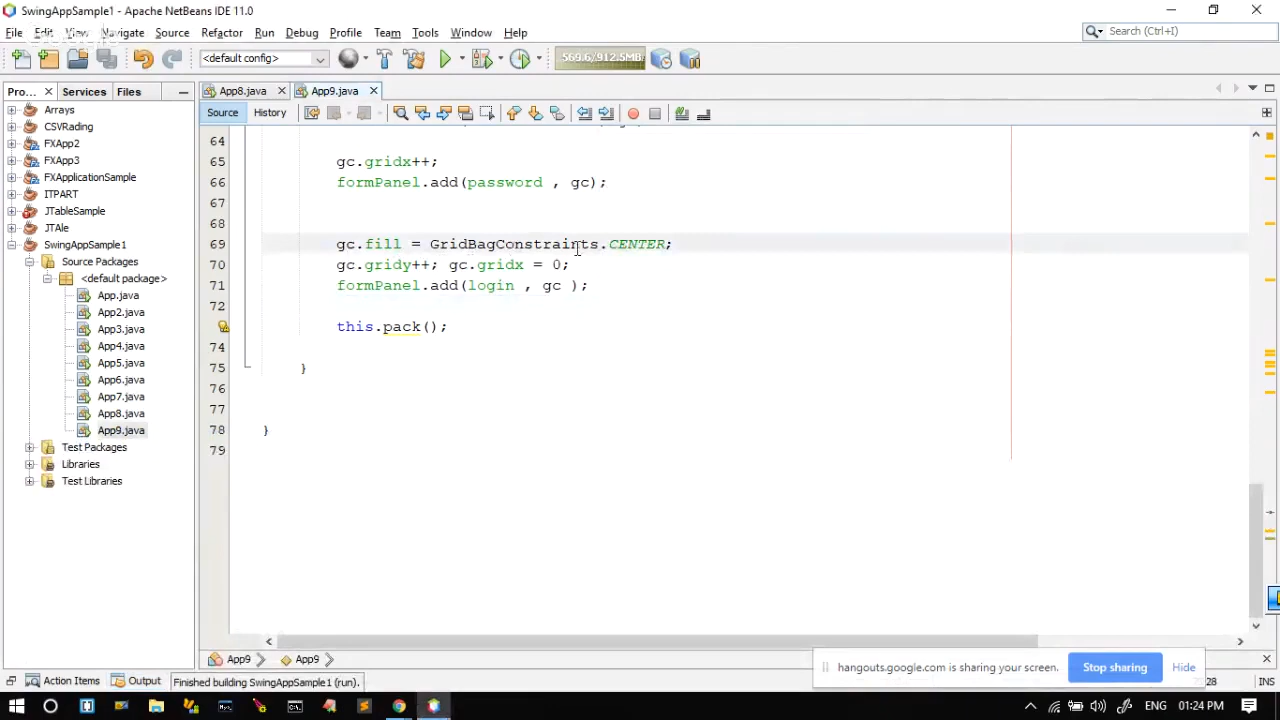 SwingAppSample1 - Apache NetBeans IDE 11.0
File Edit View Navigate Source Refactor Run Debug Profile Team Tools Window Help
Search (Ctrl+I)
<default config>
569.6/912.5MB
Pro... Services Files
App8.java App9.java
Source History
Arrays
CSVRading
FXApp2
FXApp3
FXApplicationSample
ITPART
JTableSample
JTAle
SwingAppSample1
Source Packages
<default package>
App.java
App2.java
App3.java
App4.java
App5.java
App6.java
App7.java
App8.java
App9.java
Test Packages
Libraries
Test Libraries
64
65 gc.gridx++;
66 formPanel.add(password , gc);
67
68
69 gc.fill = GridBagConstraints.CENTER;
70 gc.gridy++; gc.gridx = 0;
71 formPanel.add(login , gc );
72
this.pack();
74
75 }
76
77
78 }
79
App9 App9
hangouts.google.com is sharing your screen. Stop sharing Hide
Action Items Output Finished building SwingAppSample1 (run).
INS
ENG 01:24 PM